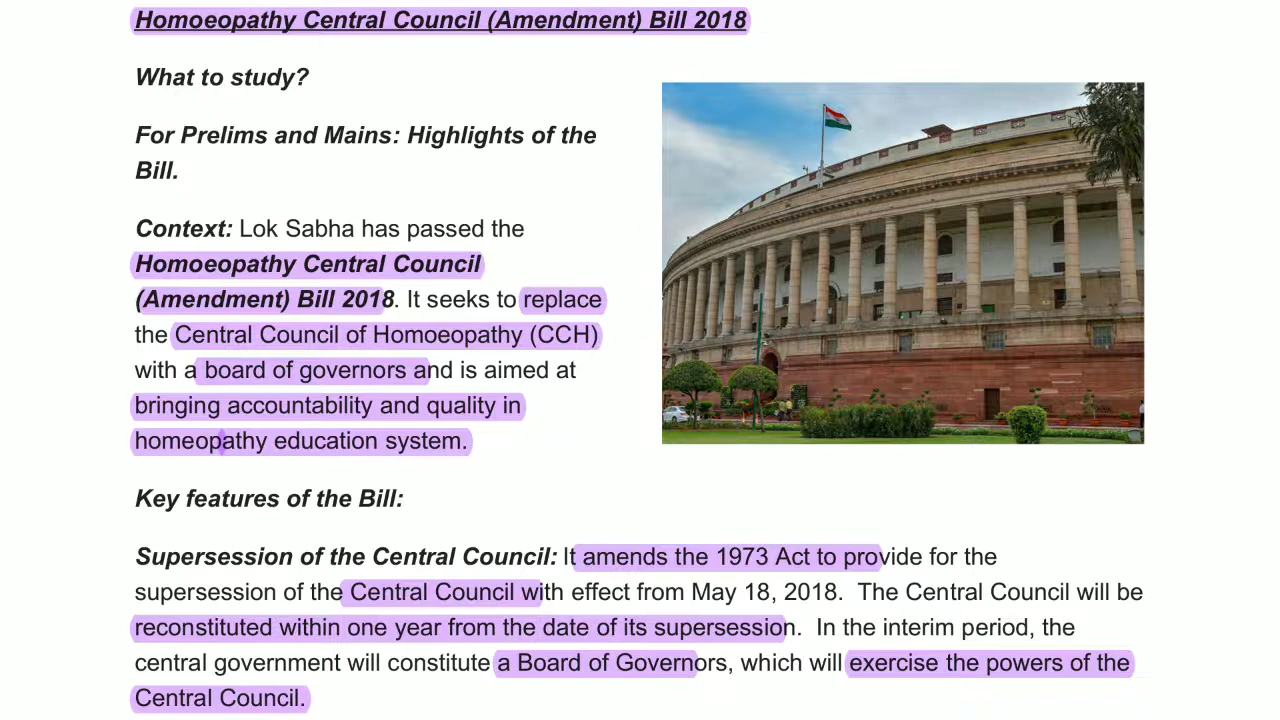 Homoeopathy Central Council (Amendment) Bill 2018
What to study?
For Prelims and Mains: Highlights of the
Bill.
Context: Lok Sabha has passed the
Homoeopathy Central Council
(Amendment) Bill 2018. It seeks to replace
the Central Council of Homoeopathy (CCH)
with a board of governors and is aimed at
bringing accountability and quality in
homeopathy education system.
Key features of the Bill:
Supersession of the Central Council: It amends the 1973 Act to provide for the
supersession of the Central Council with effect from May 18, 2018.  The Central Council will be
reconstituted within one year from the date of its supersession.  In the interim period, the
central government will constitute a Board of Governors, which will exercise the powers of the
Central Council.